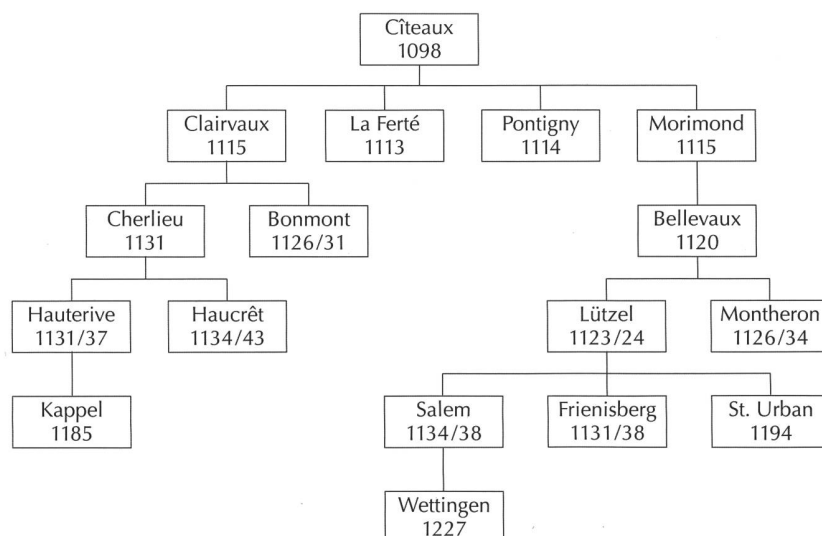 Cîteaux
1098
Clairvaux
1115
La Ferté
1113
Pontigny
1114
Morimond
1115
Cherlieu
1131
Bonmont
1126/31
Bellevaux
1120
Hauterive
1131/37
Haucrêt
1134/43
Lützel
1123/24
Montheron
1126/34
Kappel
1185
Salem
1134/38
Frienisberg
1131/38
St. Urban
1194
Wettingen
1227